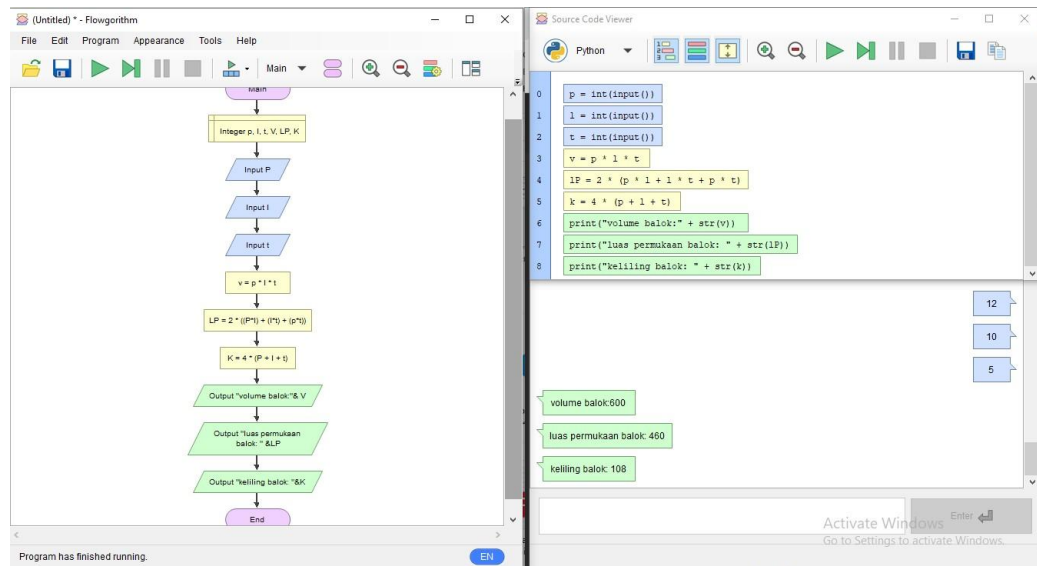 (Untitled) * - Flowgorithm
File Edit Program Appearance Tools Help
Main
Main
Integer p, l, t, V, LP, K
Input P
Input l
Input t
v = p * l * t
LP = 2 * ((P*l) + (l*t) + (p*t))
K = 4 * (P + l + t)
Output "volume balok:"& V
Output "luas permukaan
balok: " &LP
Output "keliling balok: "&K
End
Program has finished running.
EN
Source Code Viewer
Python
0 p = int(input())
1 l = int(input())
2 t = int(input())
3 v = p * l * t
4 lP = 2 * (p * l + l * t + p * t)
5 k = 4 * (p + l + t)
6 print("volume balok:" + str(v))
7 print("luas permukaan balok: " + str(lP))
8 print("keliling balok: " + str(k))
12
10
5
volume balok:600
luas permukaan balok: 460
keliling balok: 108
Enter
Activate Windows
Go to Settings to activate Windows.